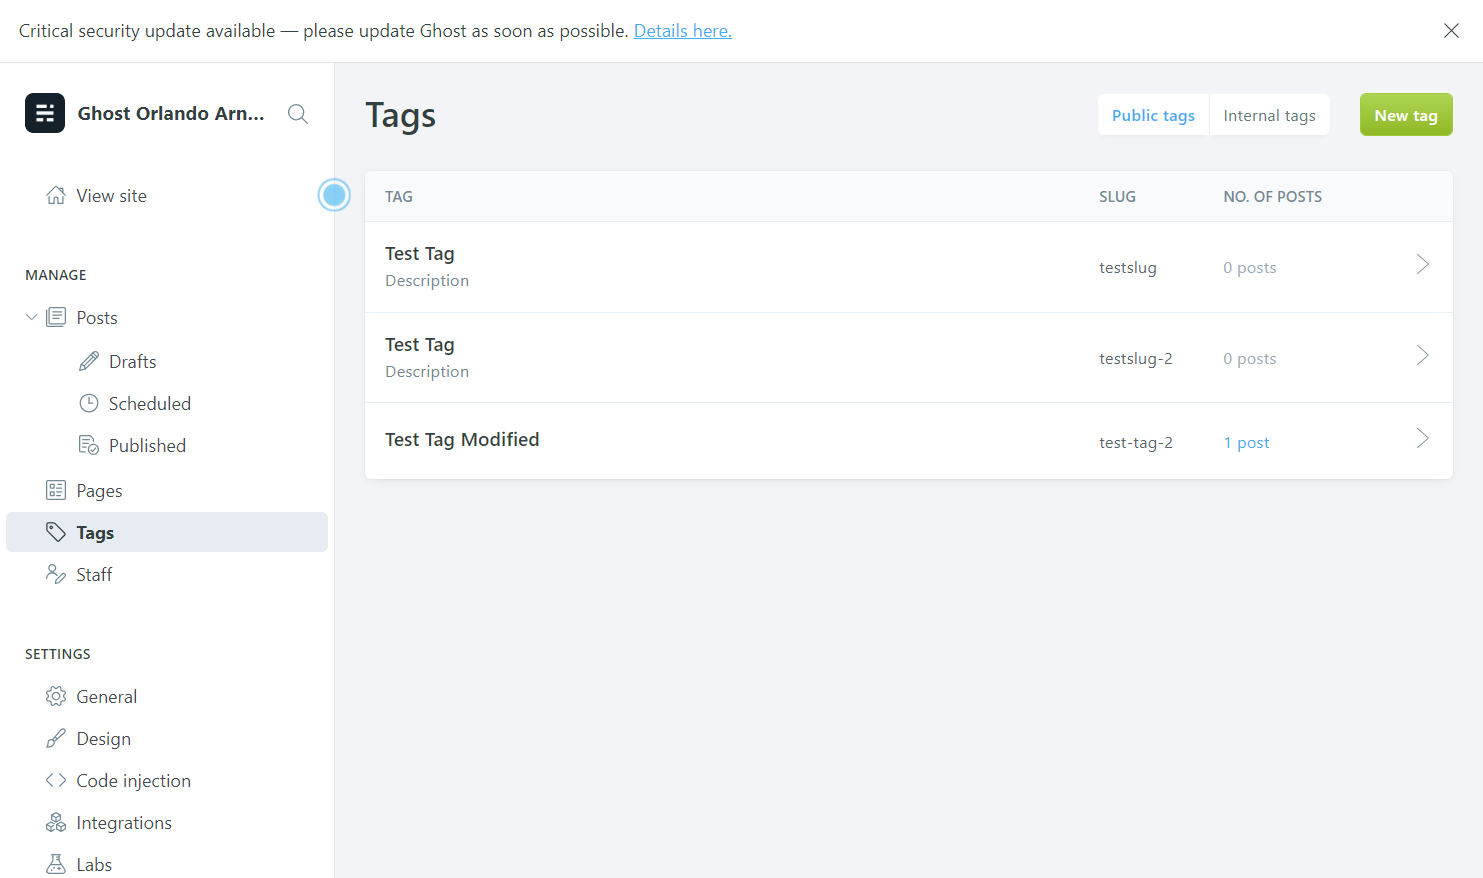 Critical security update available — please update Ghost as soon as possible. Details here.
Ghost Orlando Arn...
View site
MANAGE
Posts
Drafts
Scheduled
Published
Pages
Tags
Staff
SETTINGS
General
Design
Code injection
Integrations
Labs
Tags
Public tags
Internal tags
New tag
TAG SLUG NO. OF POSTS
Test Tag
Description
testslug
0 posts
Test Tag
Description
testslug-2
0 posts
Test Tag Modified
test-tag-2
1 post